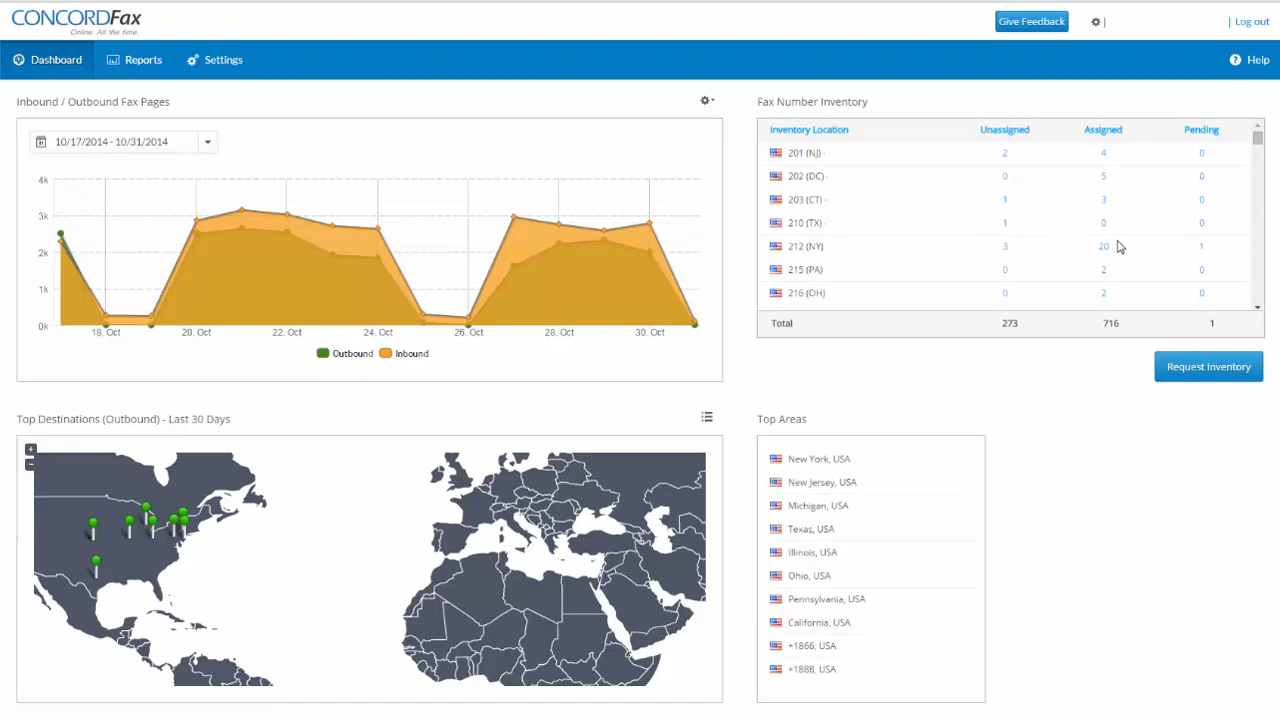 CONCORDFax
Online. All the time.
Give Feedback
|
| Log out
Dashboard
Reports
Settings
? Help
Inbound / Outbound Fax Pages
10/17/2014 - 10/31/2014
4k
3k
2k
1k
0k
18. Oct 20. Oct 22. Oct 24. Oct 26. Oct 28. Oct 30. Oct
Outbound Inbound
Fax Number Inventory
Inventory Location Unassigned Assigned Pending
201 (NJ) - 2 4 0
202 (DC) - 0 5 0
203 (CT) - 1 3 0
210 (TX) - 1 0 0
212 (NY) 3 20 1
215 (PA) 0 2 0
216 (OH) 0 2 0
Total 273 716 1
Request Inventory
Top Destinations (Outbound) - Last 30 Days
+
−
Top Areas
New York, USA
New Jersey, USA
Michigan, USA
Texas, USA
Illinois, USA
Ohio, USA
Pennsylvania, USA
California, USA
+1866, USA
+1888, USA